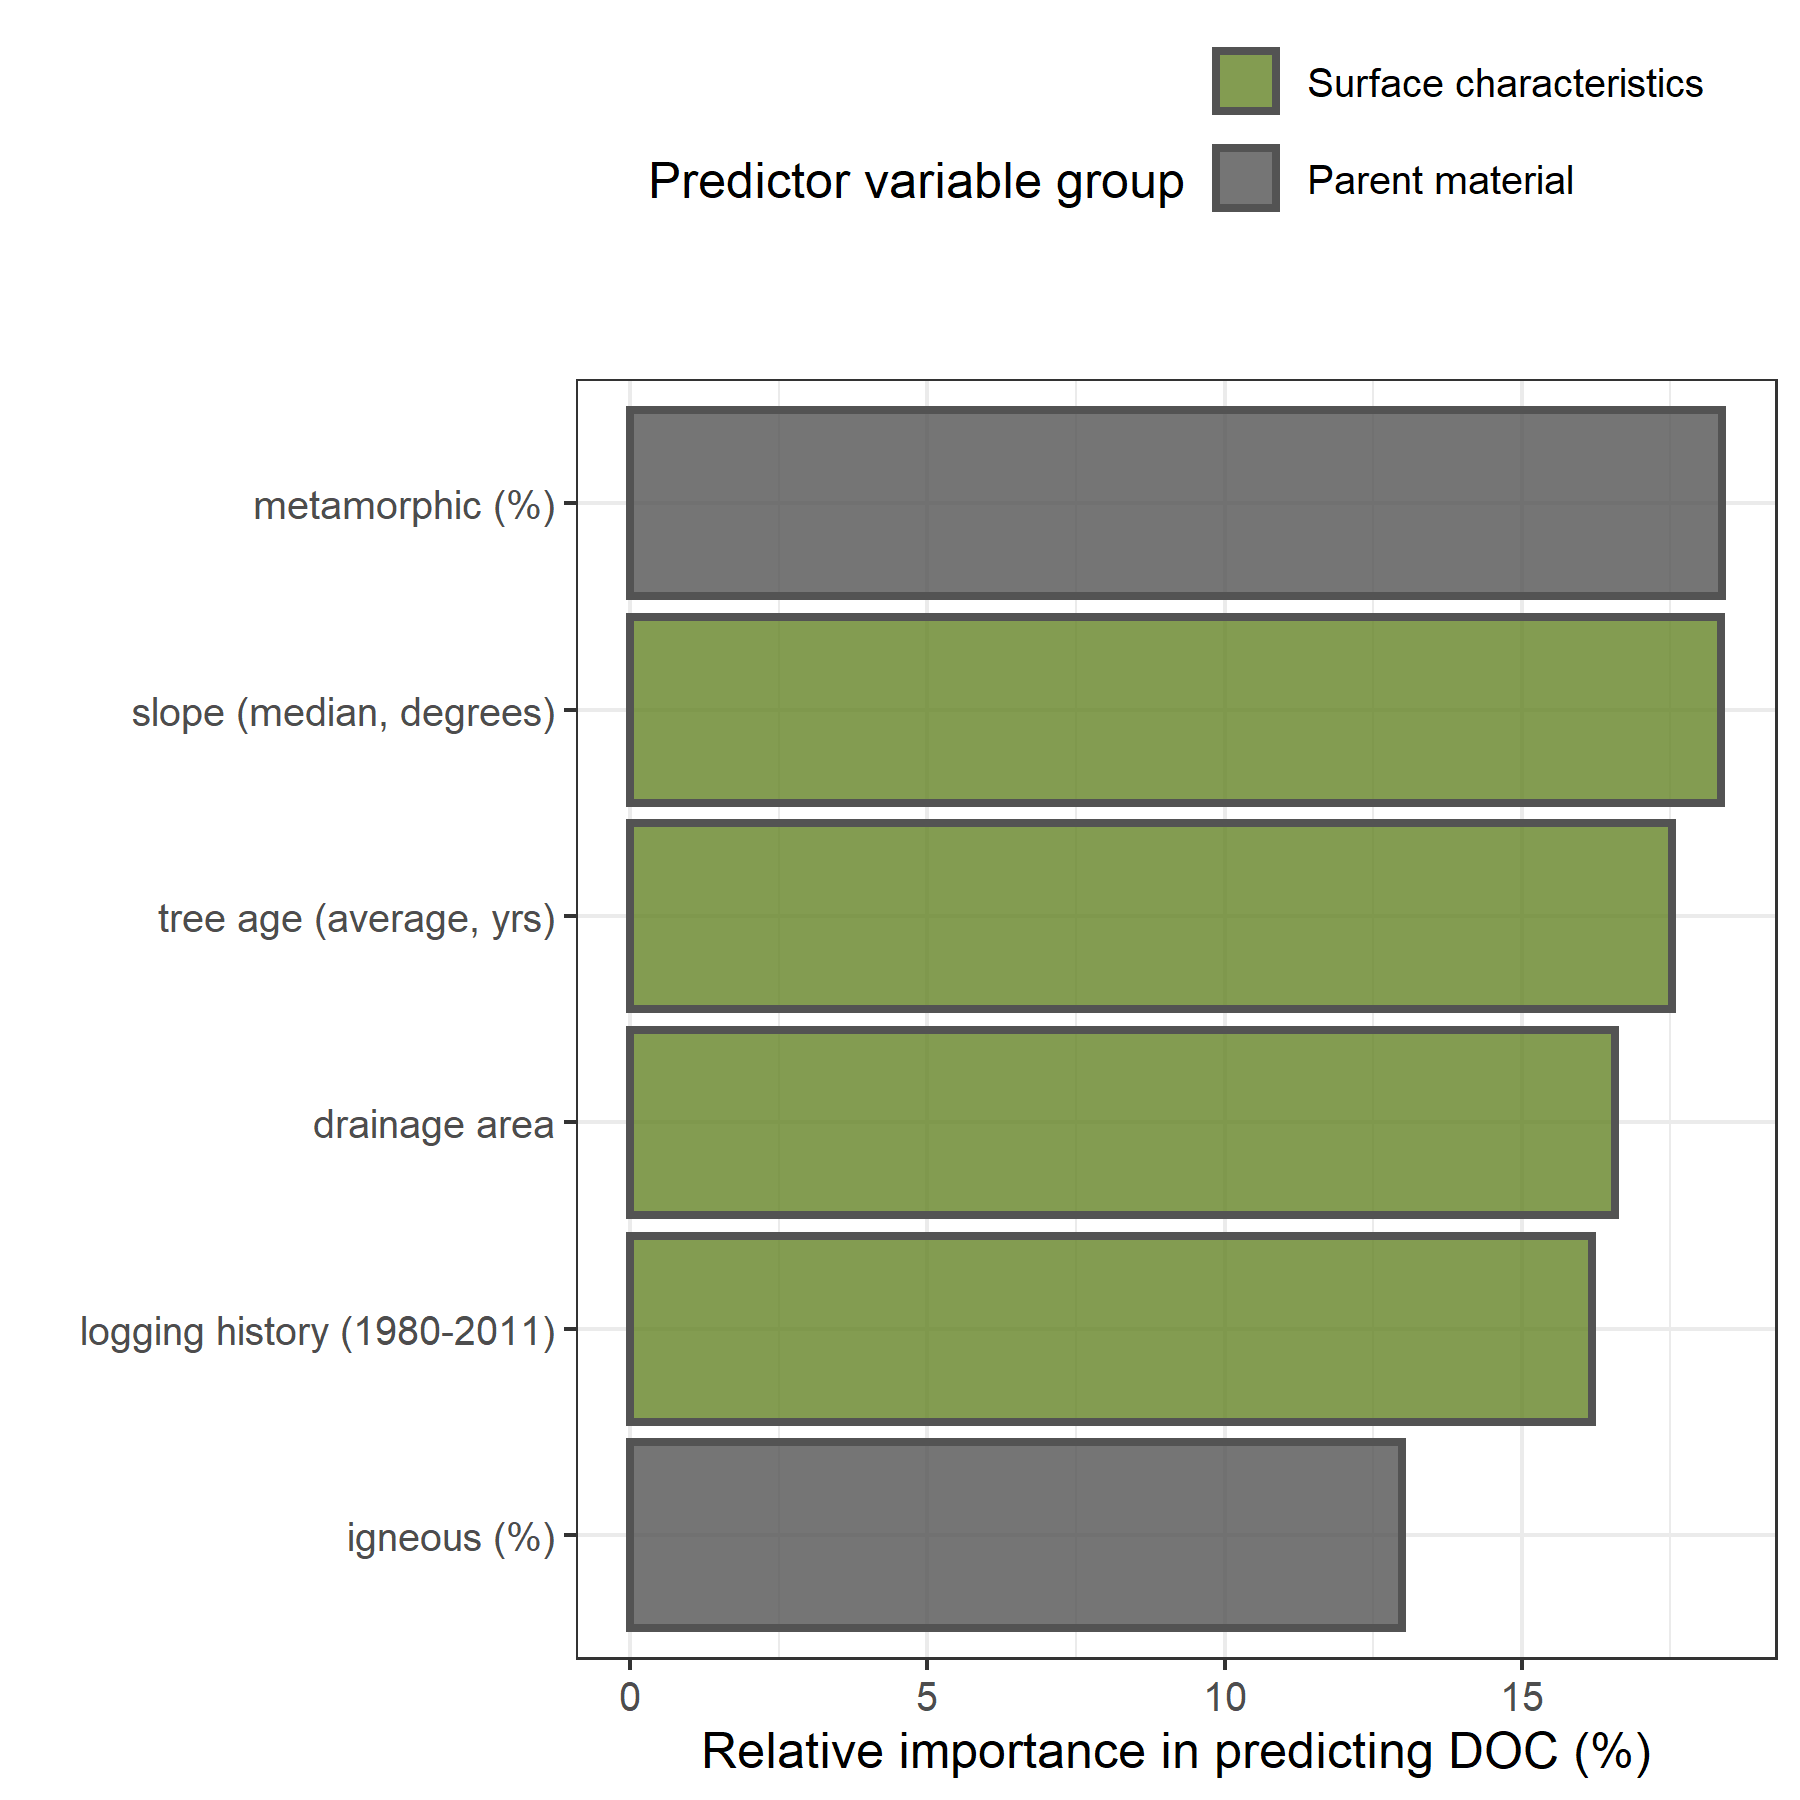 Surface characteristics
Predictor variable group
Parent material
metamorphic (%)
slope (median, degrees)
tree age (average, yrs)
drainage area
logging history (1980-2011)
igneous (%)
0 5 10 15
Relative importance in predicting DOC (%)